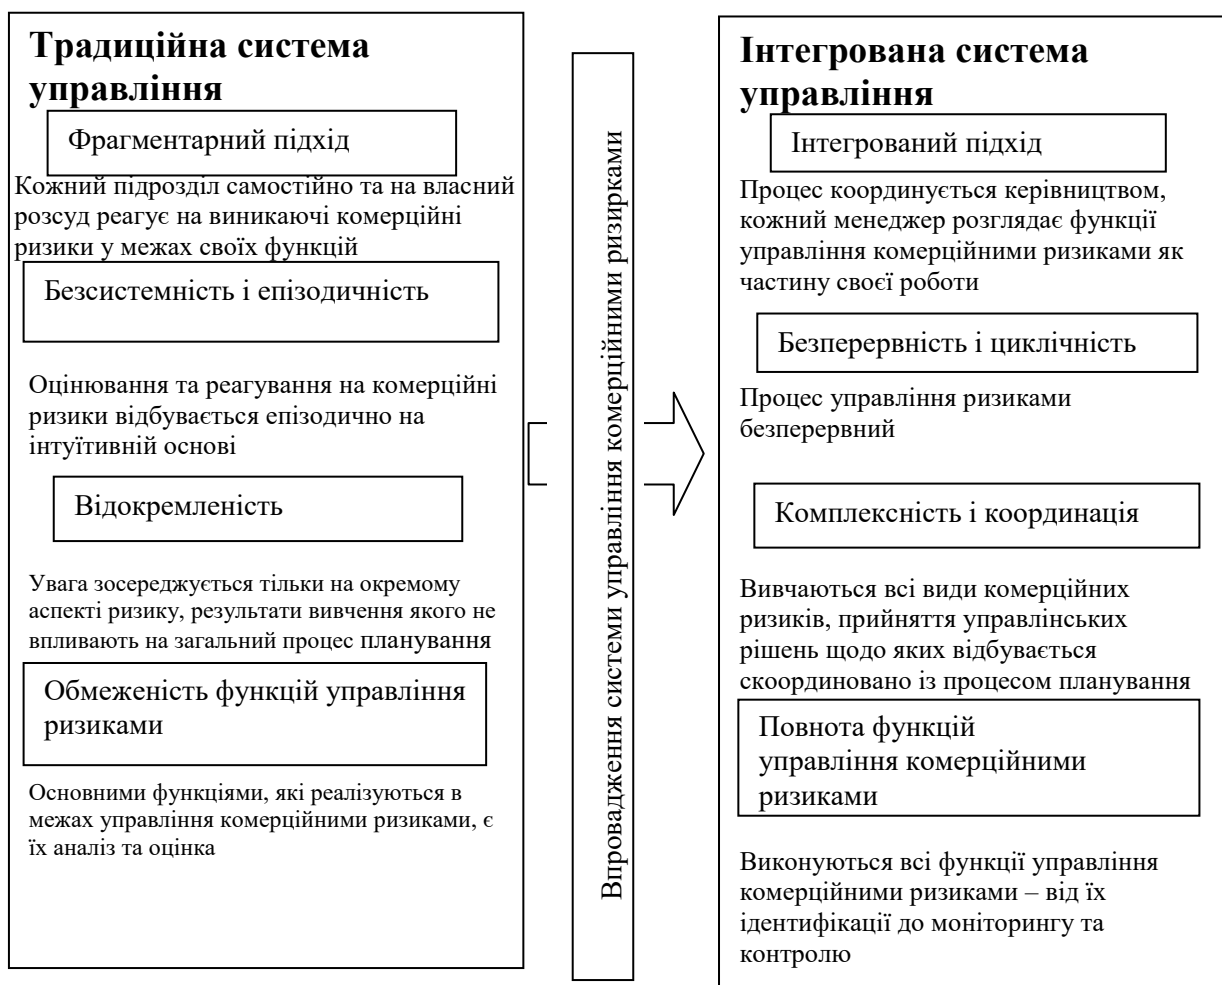 Традиційна система
управління
Фрагментарний підхід
Кожний підрозділ самостійно та на власний
розсуд реагує на виникаючі комерційні
ризики у межах своїх функцій
Безсистемність і епізодичність
Оцінювання та реагування на комерційні
ризики відбувається епізодично на
інтуїтивній основі
Відокремленість
Увага зосереджується тільки на окремому
аспекті ризику, результати вивчення якого не
впливають на загальний процес планування
Обмеженість функцій управління
ризиками
Основними функціями, які реалізуються в
межах управління комерційними ризиками, є
їх аналіз та оцінка
Впровадження системи управління комерційними ризирками
Інтегрована система
управління
Інтегрований підхід
Процес координується керівництвом,
кожний менеджер розглядає функції
управління комерційними ризиками як
частину своєї роботи
Безперервність і циклічність
Процес управління ризиками
безперервний
Комплексність і координація
Вивчаються всі види комерційних
ризиків, прийняття управлінських
рішень щодо яких відбувається
скоординовано із процесом планування
Повнота функцій
управління комерційними
ризиками
Виконуються всі функції управління
комерційними ризиками – від їх
ідентифікації до моніторингу та
контролю